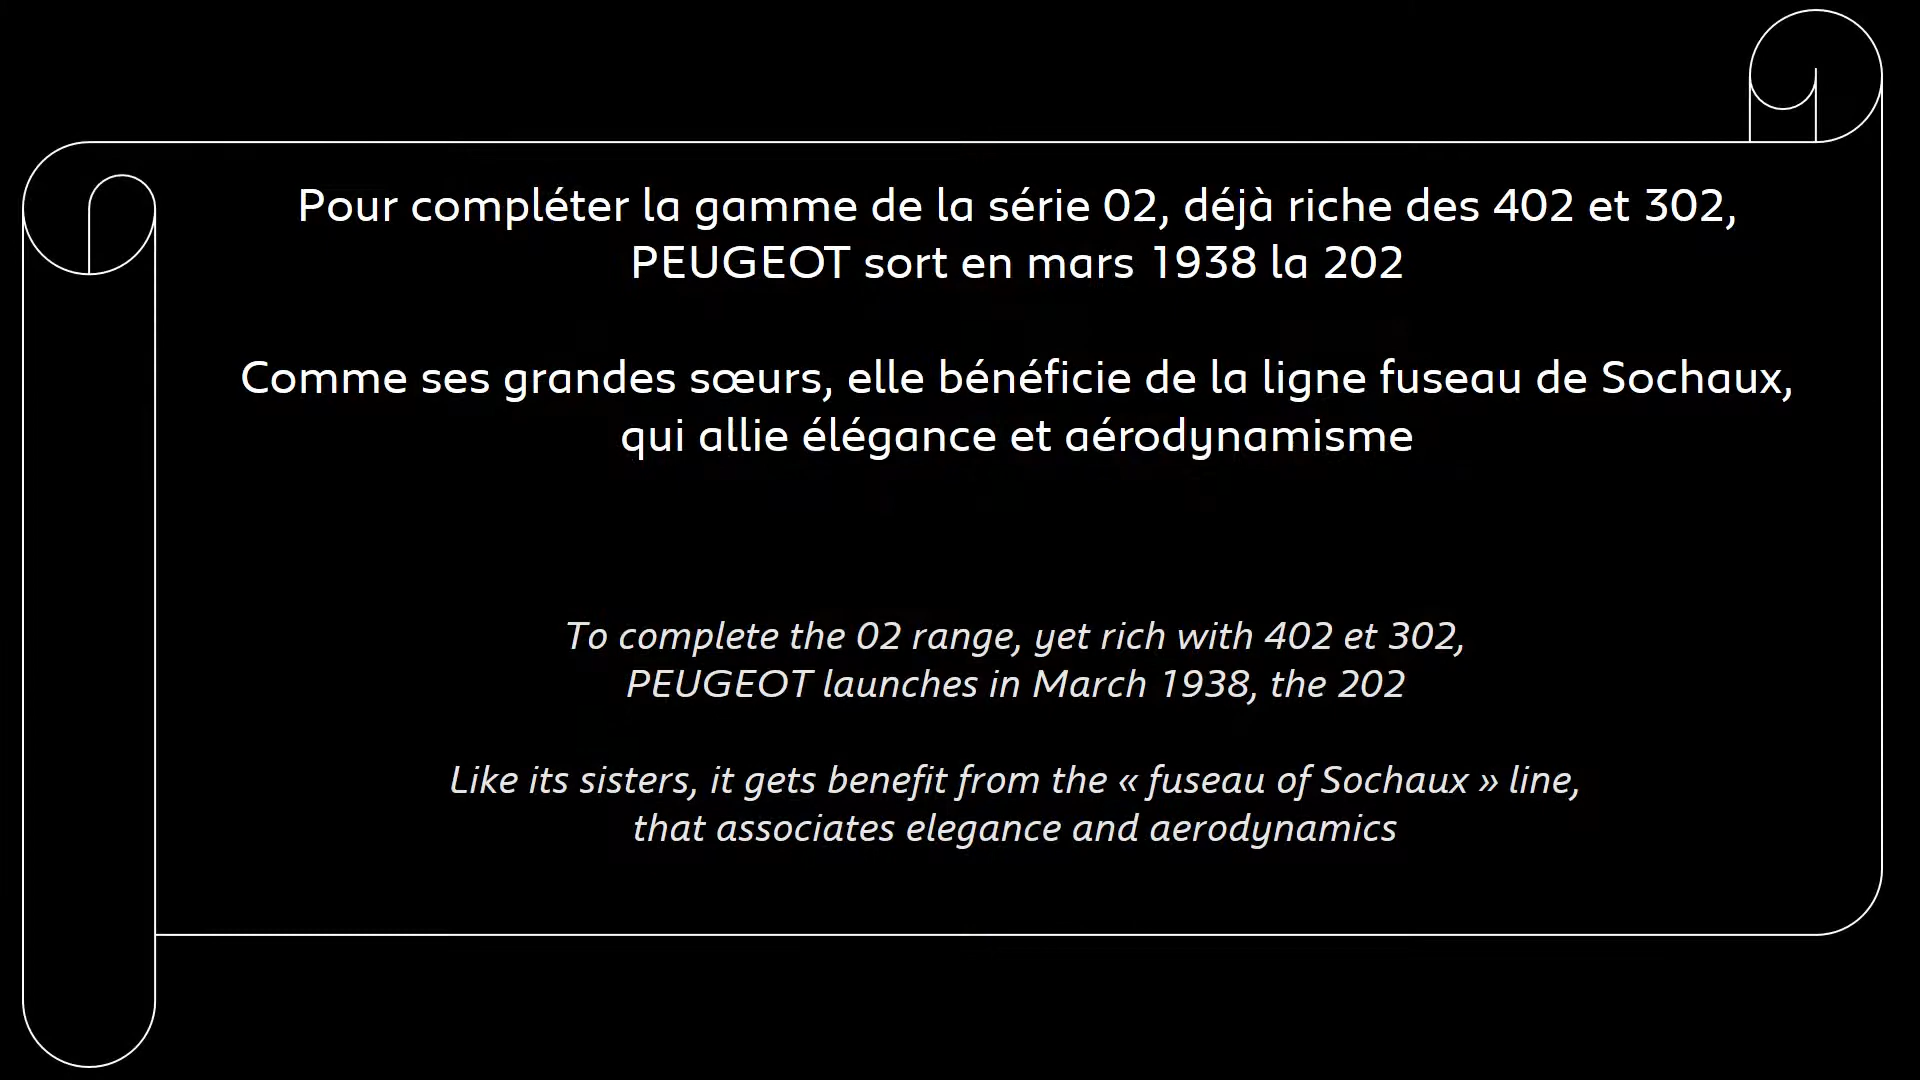 Pour compléter la gamme de la série 02, déjà riche des 402 et 302,
PEUGEOT sort en mars 1938 la 202
Comme ses grandes sœurs, elle bénéficie de la ligne fuseau de Sochaux,
qui allie élégance et aérodynamisme
To complete the 02 range, yet rich with 402 et 302,
PEUGEOT launches in March 1938, the 202
Like its sisters, it gets benefit from the « fuseau of Sochaux » line,
that associates elegance and aerodynamics